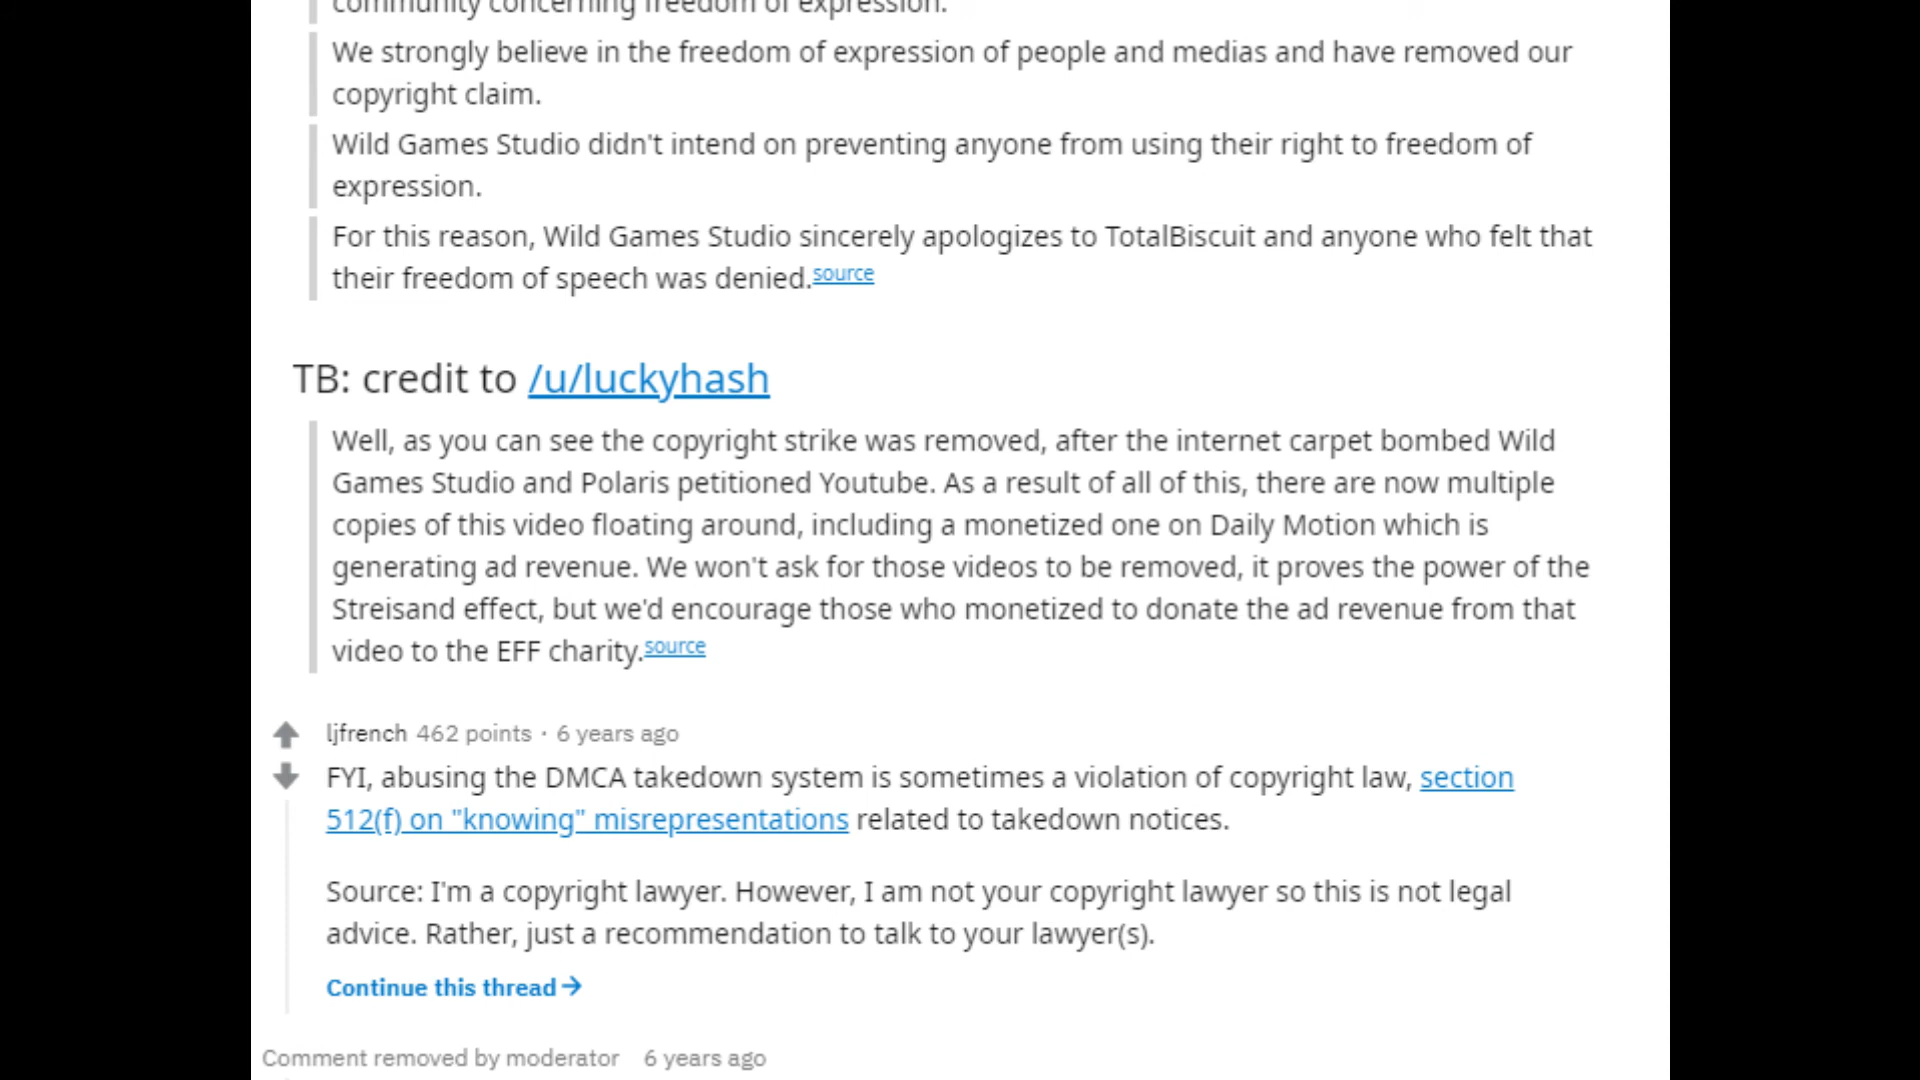 community concerning freedom of expression.
We strongly believe in the freedom of expression of people and medias and have removed our
copyright claim.
Wild Games Studio didn't intend on preventing anyone from using their right to freedom of
expression.
For this reason, Wild Games Studio sincerely apologizes to TotalBiscuit and anyone who felt that
their freedom of speech was denied.source
TB: credit to /u/luckyhash
Well, as you can see the copyright strike was removed, after the internet carpet bombed Wild
Games Studio and Polaris petitioned Youtube. As a result of all of this, there are now multiple
copies of this video floating around, including a monetized one on Daily Motion which is
generating ad revenue. We won't ask for those videos to be removed, it proves the power of the
Streisand effect, but we'd encourage those who monetized to donate the ad revenue from that
video to the EFF charity.source
ljfrench 462 points · 6 years ago
FYI, abusing the DMCA takedown system is sometimes a violation of copyright law, section
512(f) on "knowing" misrepresentations related to takedown notices.
Source: I'm a copyright lawyer. However, I am not your copyright lawyer so this is not legal
advice. Rather, just a recommendation to talk to your lawyer(s).
Continue this thread→
Comment removed by moderator 6 years ago